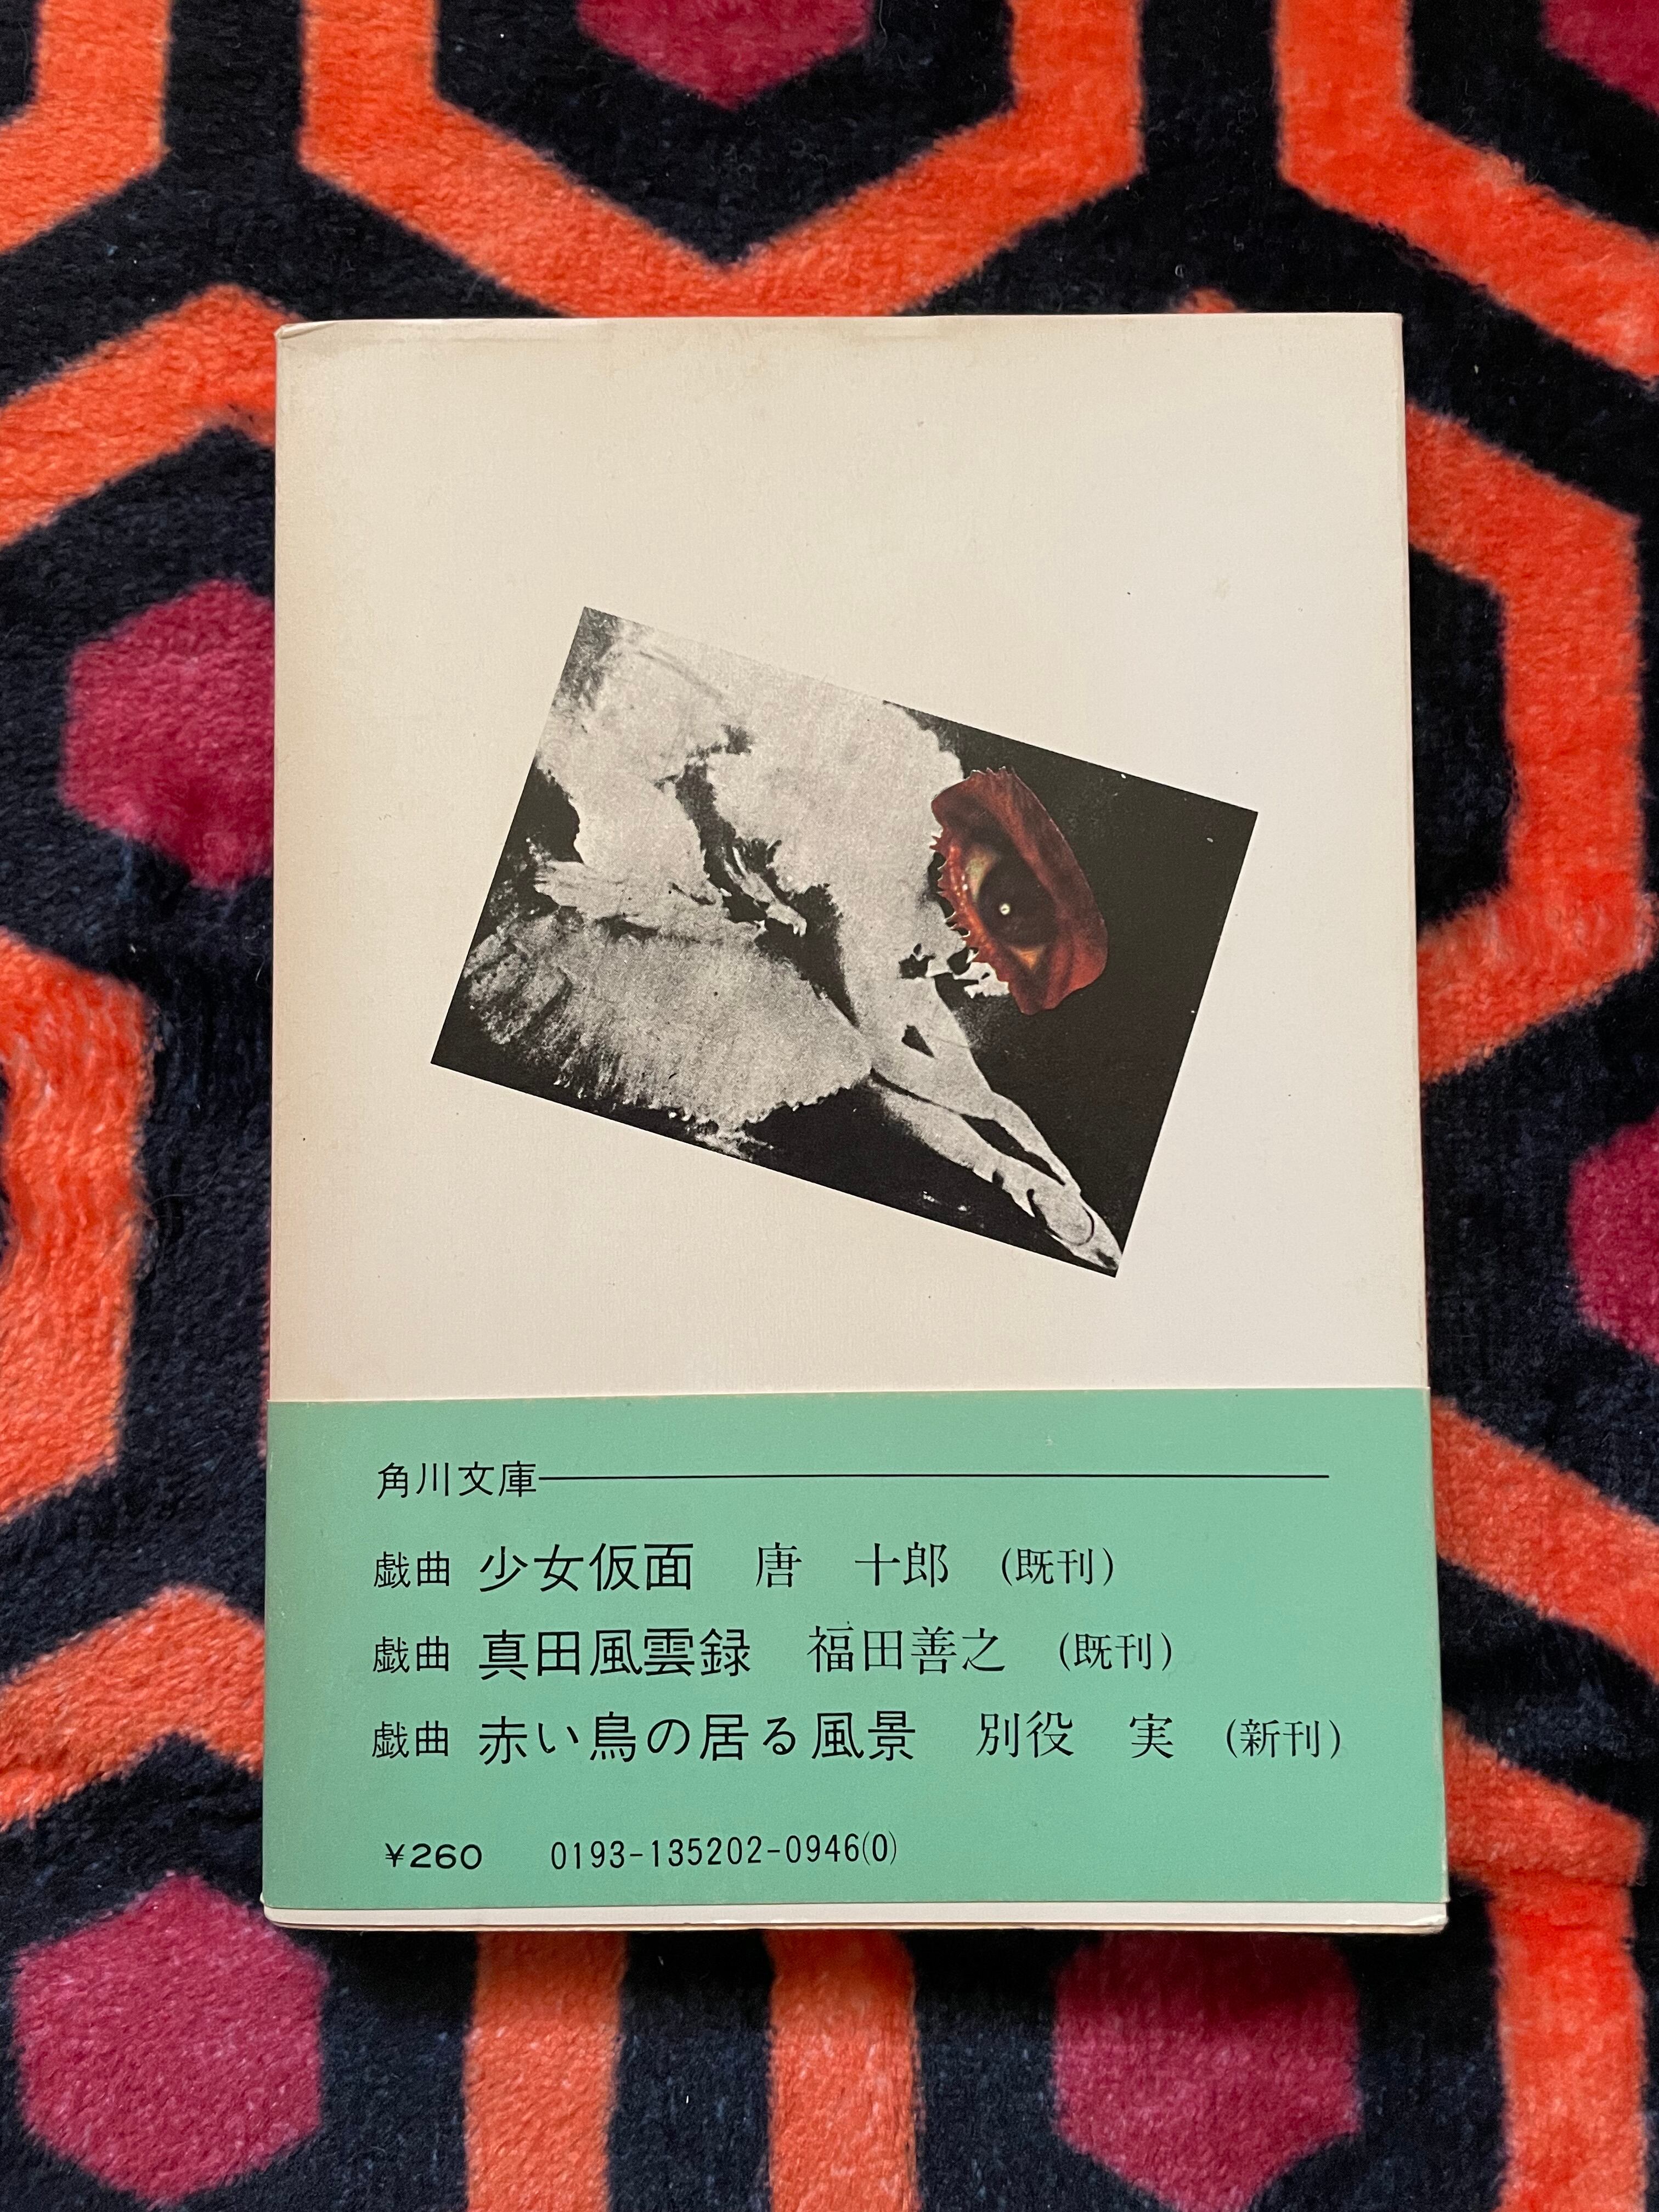 角川文庫
戯曲 少女仮面 唐 十郎 (既刊)
戯曲 真田風雲録 福田善之 (既刊)
戯曲 赤い鳥の居る風景 別役 実 (新刊)
¥260 0193-135202-0946(0)